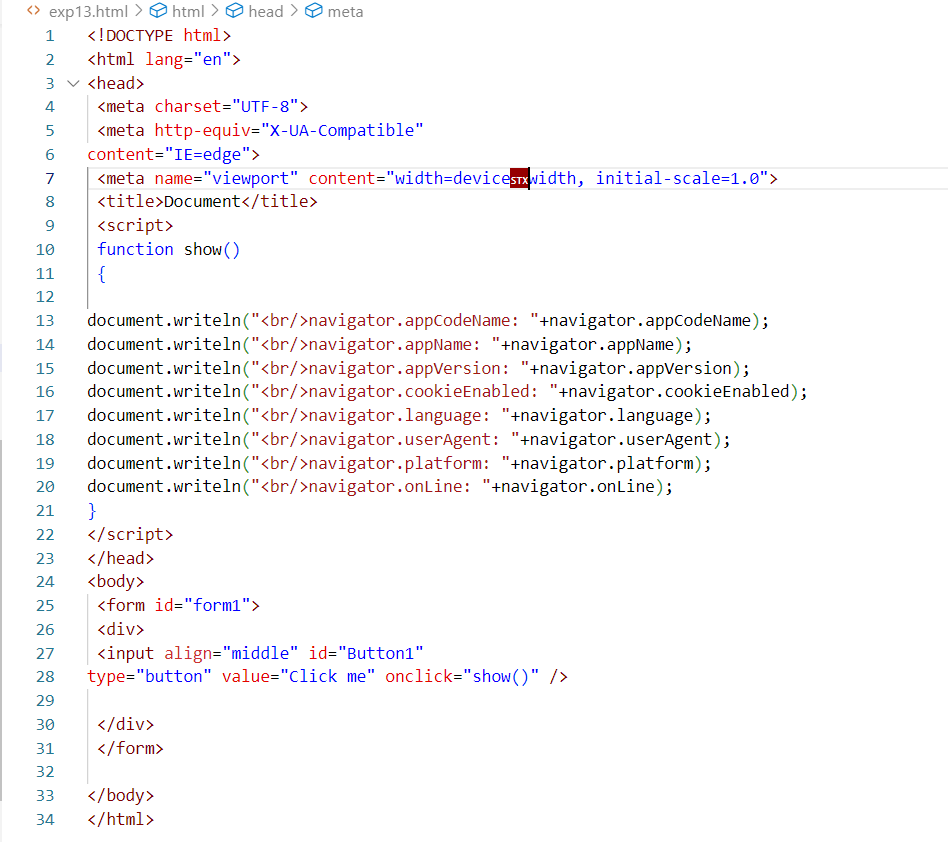 exp13.html > html > head > meta
1 <!DOCTYPE html>
2 <html lang="en">
3 <head>
4 <meta charset="UTF-8">
5 <meta http-equiv="X-UA-Compatible"
6 content="IE=edge">
7 <meta name="viewport" content="width=deviceSTXwidth, initial-scale=1.0">
8 <title>Document</title>
9 <script>
10 function show()
11 {
12
13 document.writeln("<br/>navigator.appCodeName: "+navigator.appCodeName);
14 document.writeln("<br/>navigator.appName: "+navigator.appName);
15 document.writeln("<br/>navigator.appVersion: "+navigator.appVersion);
16 document.writeln("<br/>navigator.cookieEnabled: "+navigator.cookieEnabled);
17 document.writeln("<br/>navigator.language: "+navigator.language);
18 document.writeln("<br/>navigator.userAgent: "+navigator.userAgent);
19 document.writeln("<br/>navigator.platform: "+navigator.platform);
20 document.writeln("<br/>navigator.onLine: "+navigator.onLine);
21 }
22 </script>
23 </head>
24 <body>
25 <form id="form1">
26 <div>
27 <input align="middle" id="Button1"
28 type="button" value="Click me" onclick="show()" />
29
30 </div>
31 </form>
32
33 </body>
34 </html>